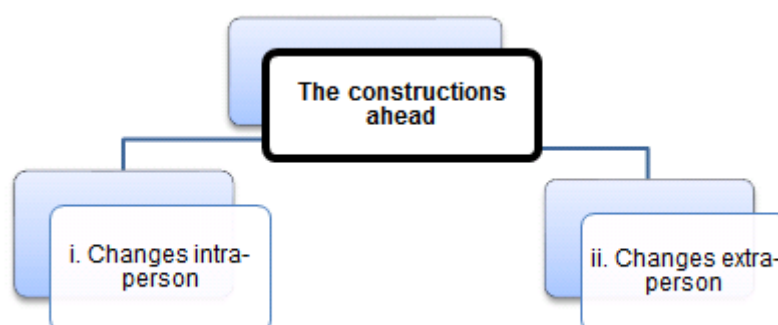 The constructions
ahead
i. Changes intra-
person
ii. Changes extra-
person